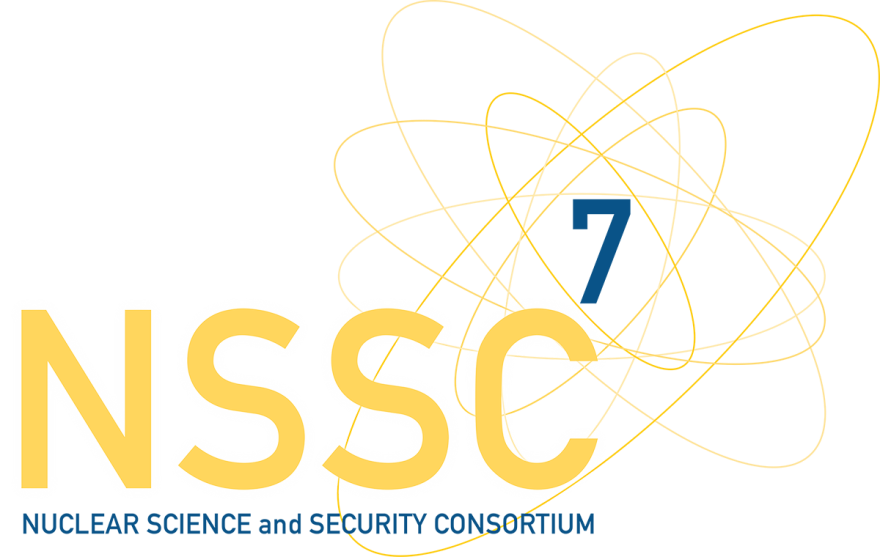 7
NSSC
NUCLEAR SCIENCE and SECURITY CONSORTIUM